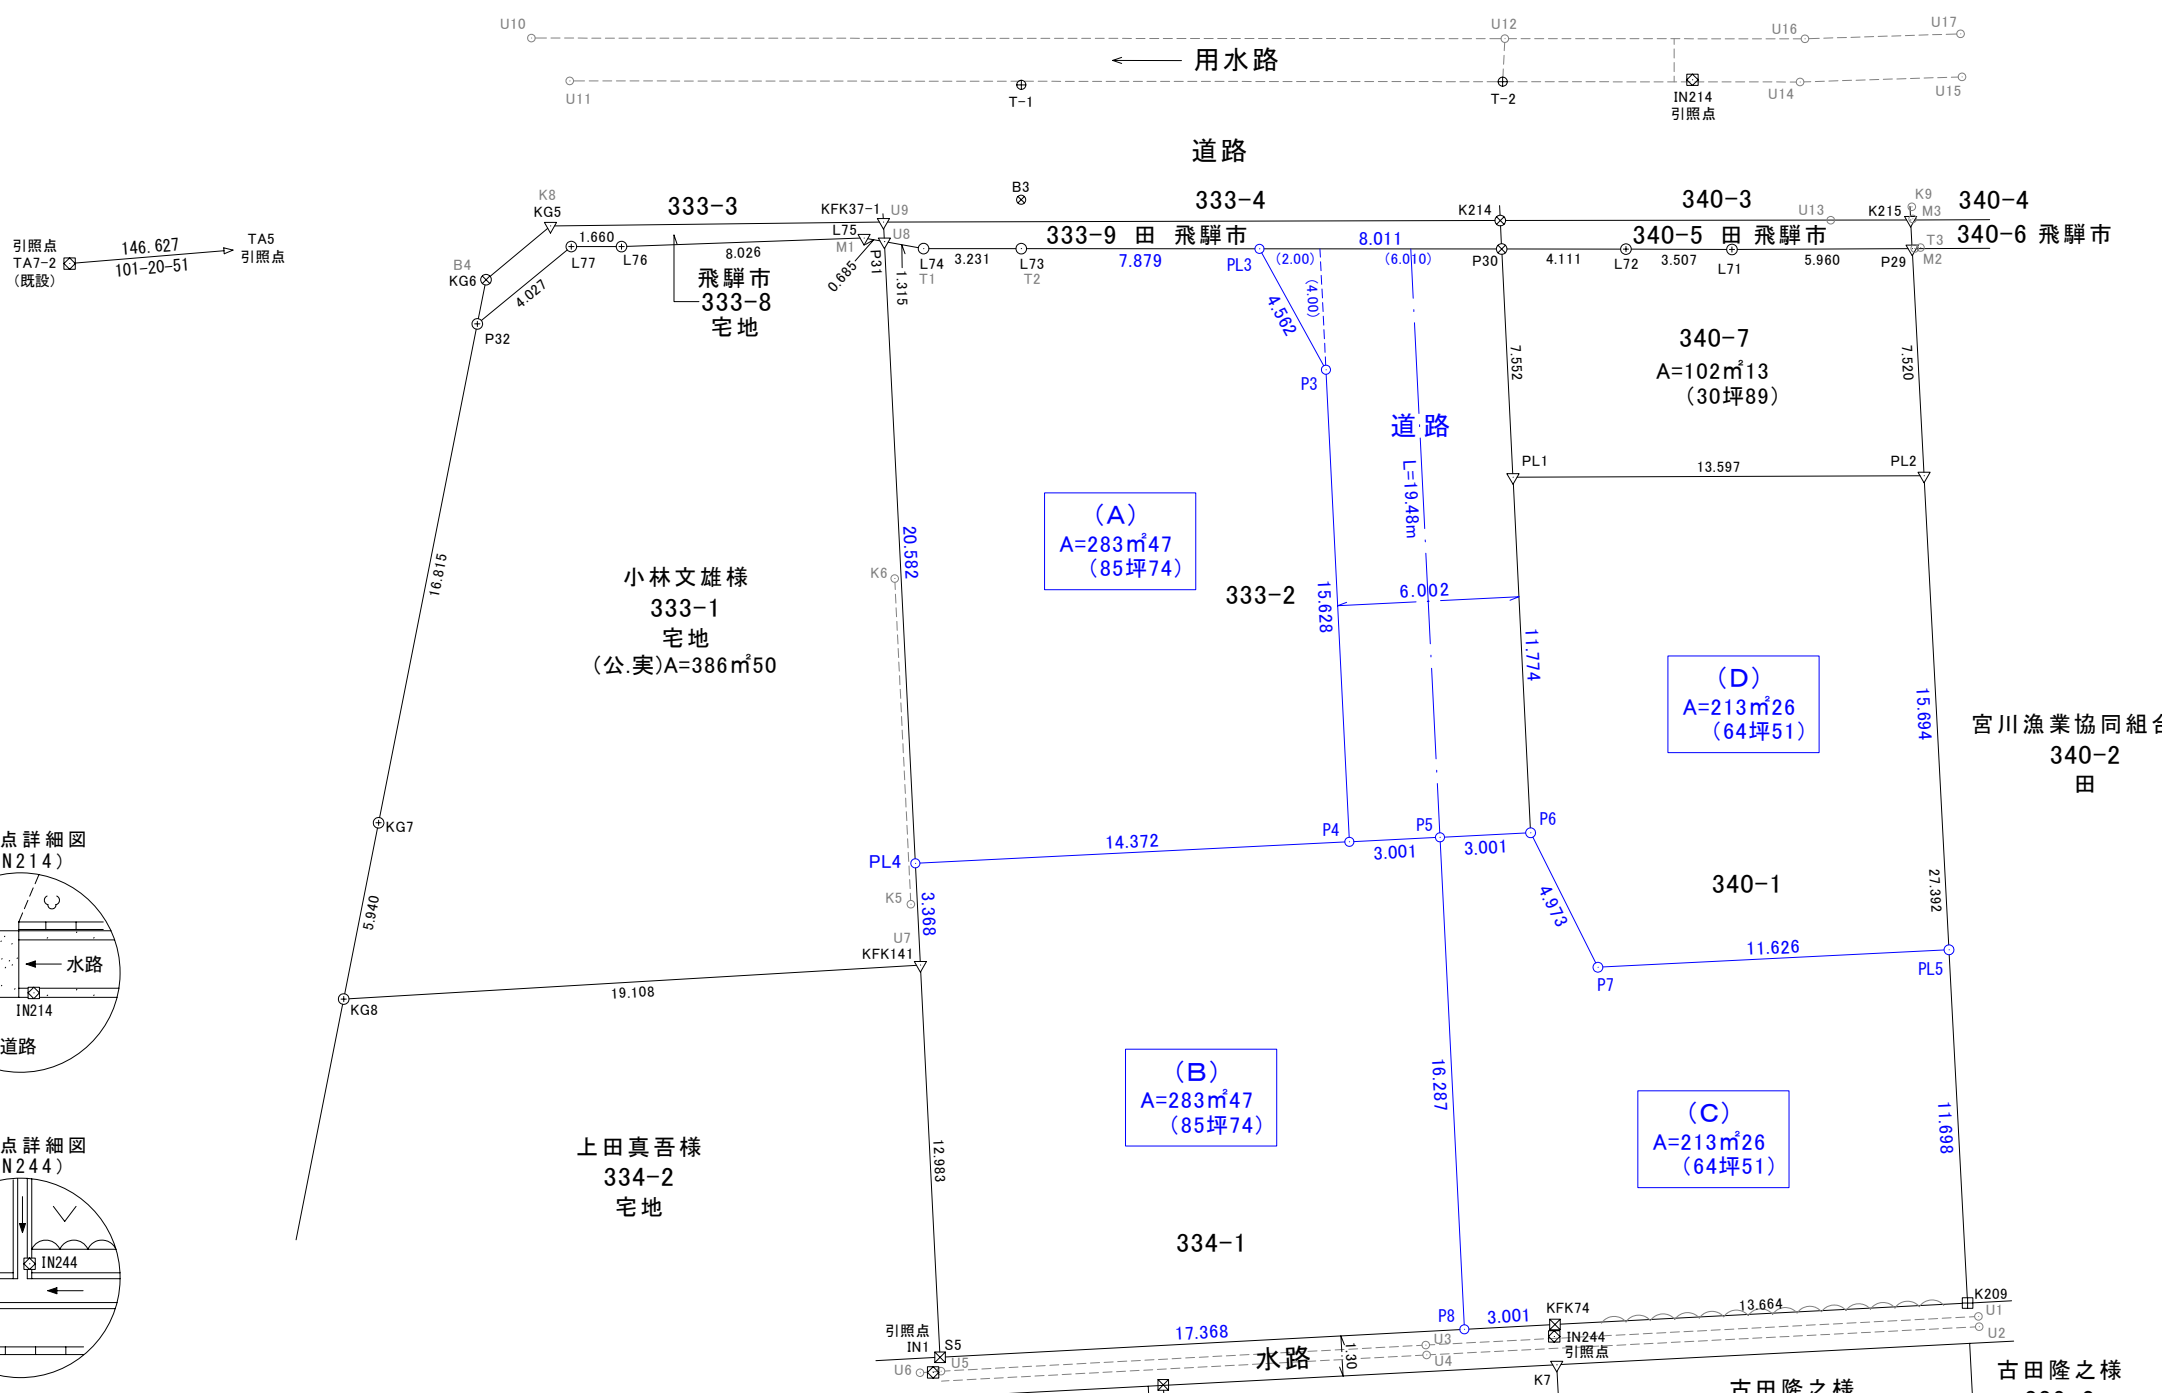 U10
U12
U16
U17
用水路
U11
T-1
T-2
IN214
引照点
U14
U15
道路
B3
K8
KG5
333-3
KFK37-1
U9
333-4
K214
340-3
U13
K9
K215
M3
340-4
引照点
TA7-2
(既設)
146.627
101-20-51
TA5
引照点
1.660
L75
U8
M1
333-9 田 飛騨市
8.011
340-5 田 飛騨市
T3
340-6 飛騨市
B4
KG6
L77
L76
8.026
0.685
P31
1.315
L74
T1
3.231
L73
T2
7.879
PL3
(2.00)
(6.010)
P30
4.111
L72
3.507
L71
5.960
P29
M2
4.027
飛騨市
333-8
宅地
P32
4.562
(4.00)
P3
7.552
340-7
A=102㎡13
(30坪89)
7.520
道路
PL1
13.597
PL2
L=19.48m
(A)
A=283㎡47
(85坪74)
20.582
16.815
小林文雄様
333-1
宅地
(公.実)A=386㎡50
K6
333-2
15.628
6.002
11.774
(D)
A=213㎡26
(64坪51)
15.694
宮川漁業協同組合
340-2
田
KG7
P4
P5
P6
14.372
3.001
3.001
PL4
点詳細図
N214)
水路
IN214
道路
K5
3.368
U7
KFK141
5.940
4.973
340-1
27.392
11.626
P7
PL5
KG8
19.108
(B)
A=283㎡47
(85坪74)
16.287
(C)
A=213㎡26
(64坪51)
11.698
点詳細図
N244)
IN244
上田真吾様
334-2
宅地
12.983
334-1
P8
3.001
KFK74
13.664
K209
U1
U2
引照点
IN1
S5
17.368
U3
U4
IN244
引照点
U6
U5
水路
1.30
K7
古田隆之様
古田隆之様